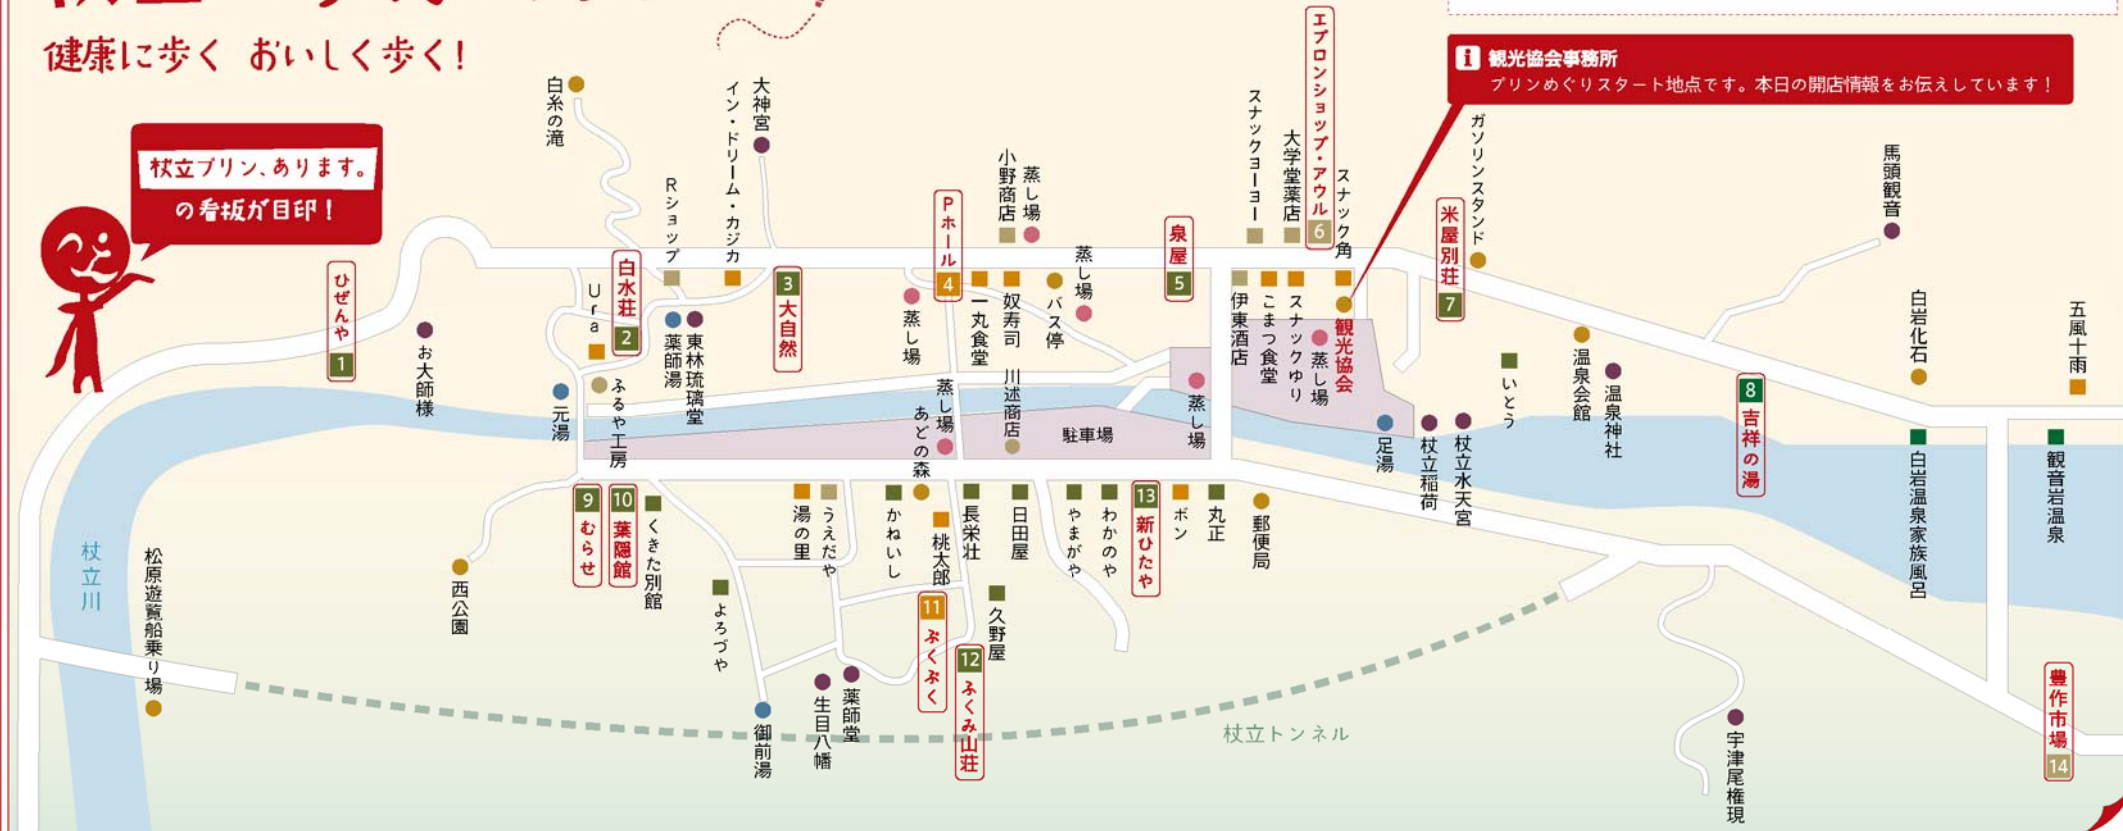 健康に歩く おいしく歩く!
i 観光協会事務所
プリンめぐりスタート地点です。本日の開店情報をお伝えしています!
杖立プリン、あります。
の看板が目印!
白糸の滝
大神宮
イン・ドリーム・カジカ
Rショップ
小野商店
蒸し場
スナックヨーヨー
大学堂薬店
エプロンショップ・アウル 6
スナック角
ガソリンスタンド
馬頭観音
ひぜんや 1
お大師様
Ufa
白水荘 2
薬師湯
東林琉璃堂
3 大自然
Pホール 4
蒸し場
一丸食堂
奴寿司
バス停
蒸し場
泉屋 5
伊東酒店
こまつ食堂
スナックゆり
蒸し場
観光協会
米屋別荘 7
いとう
温泉会館
温泉神社
8 吉祥の湯
白岩化石
五風十雨
元湯
ふるや工房
あどの森
蒸し場
川述商店
駐車場
蒸し場
足湯
杖立稲荷
杖立水天宮
白岩温泉家族風呂
観音岩温泉
杖立川
松原遊覧船乗り場
西公園
9 むらせ
10 葉隠館
くきた別館
よろづや
湯の里
うえだや
かねいし
桃太郎
長栄壮
日田屋
やまがや
わかのや
13 新ひたや
ボン
丸正
郵便局
11 ぷくぷく
12 ふくみ山荘
久野屋
御前湯
生目八幡
薬師堂
杖立トンネル
宇津尾権現
豊作市場 14